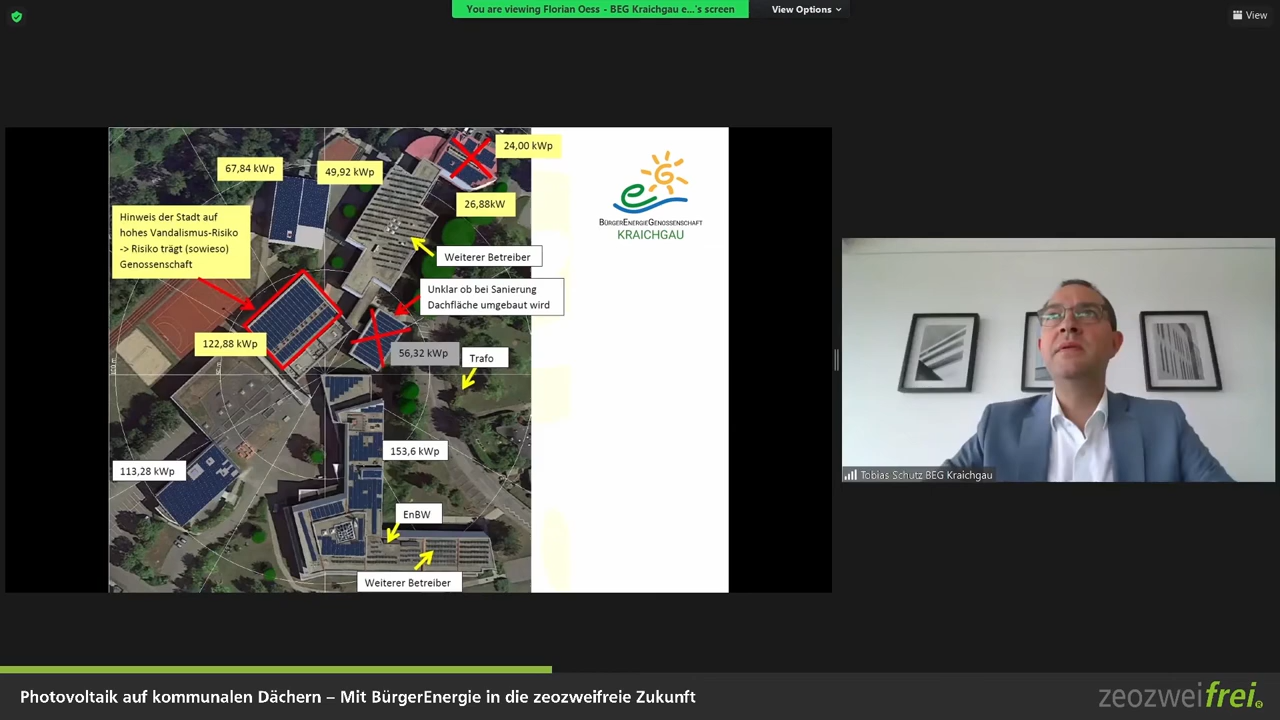 You are viewing Florian Oess - BEG Kraichgau e...'s screen
View Options
View
24,00 kWp
67,84 kWp
49,92 kWp
26,88kW
Hinweis der Stadt auf
hohes Vandalismus-Risiko
-> Risiko trägt (sowieso)
Genossenschaft
BÜRGERENERGIEGENOSSENSCHAFT
KRAICHGAU
Weiterer Betreiber
Unklar ob bei Sanierung
Dachfläche umgebaut wird
122,88 kWp
56,32 kWp
Trafo
153,6 kWp
113,28 kWp
EnBW
Weiterer Betreiber
Tobias Schutz BEG Kraichgau
Photovoltaik auf kommunalen Dächern – Mit BürgerEnergie in die zeozweifreie Zukunft
zeozweifrei.